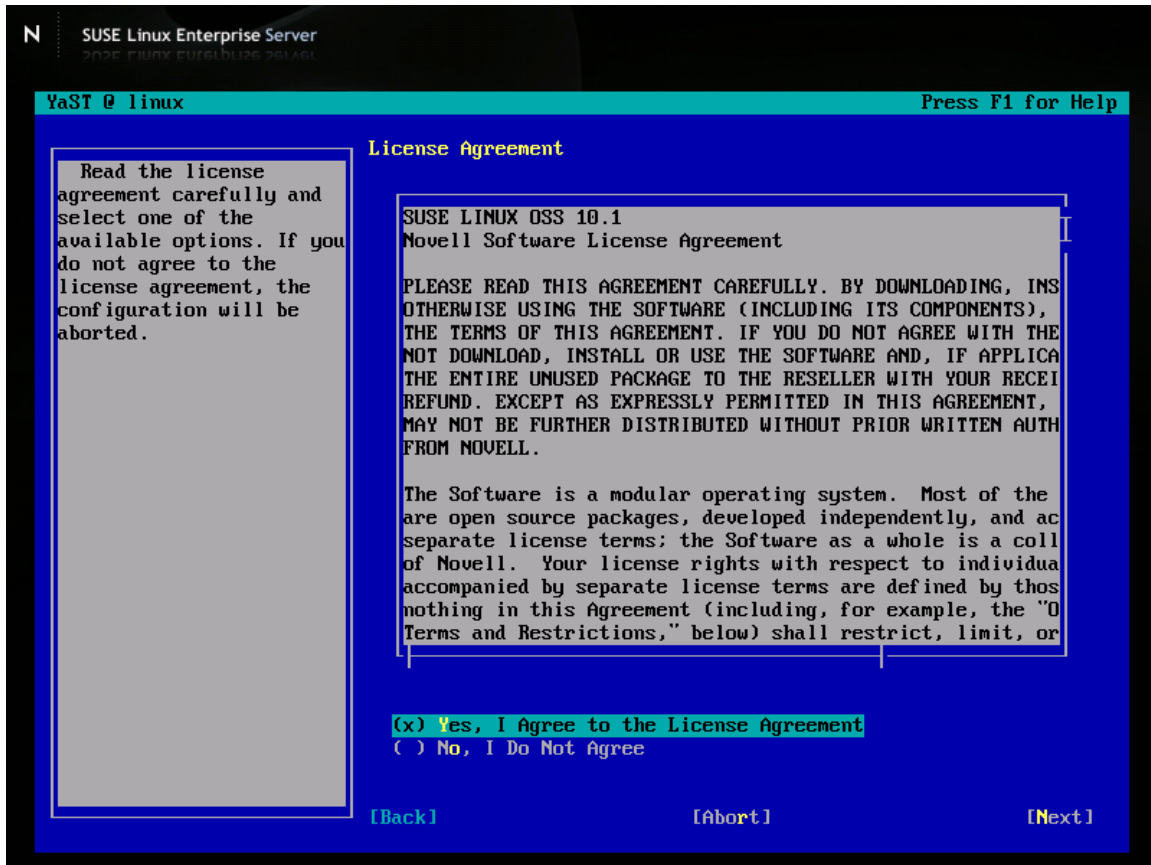 N SUSE Linux Enterprise Server
YaST @ linux Press F1 for Help
Read the license
agreement carefully and
select one of the
available options. If you
do not agree to the
license agreement, the
configuration will be
aborted.
License Agreement
SUSE LINUX OSS 10.1
Novell Software License Agreement
PLEASE READ THIS AGREEMENT CAREFULLY. BY DOWNLOADING, INS
OTHERWISE USING THE SOFTWARE (INCLUDING ITS COMPONENTS),
THE TERMS OF THIS AGREEMENT. IF YOU DO NOT AGREE WITH THE
NOT DOWNLOAD, INSTALL OR USE THE SOFTWARE AND, IF APPLICA
THE ENTIRE UNUSED PACKAGE TO THE RESELLER WITH YOUR RECEI
REFUND. EXCEPT AS EXPRESSLY PERMITTED IN THIS AGREEMENT,
MAY NOT BE FURTHER DISTRIBUTED WITHOUT PRIOR WRITTEN AUTH
FROM NOVELL.
The Software is a modular operating system. Most of the
are open source packages, developed independently, and ac
separate license terms; the Software as a whole is a coll
of Novell. Your license rights with respect to individua
accompanied by separate license terms are defined by thos
nothing in this Agreement (including, for example, the "O
Terms and Restrictions," below) shall restrict, limit, or
(x) Yes, I Agree to the License Agreement
( ) No, I Do Not Agree
[Back] [Abort] [Next]